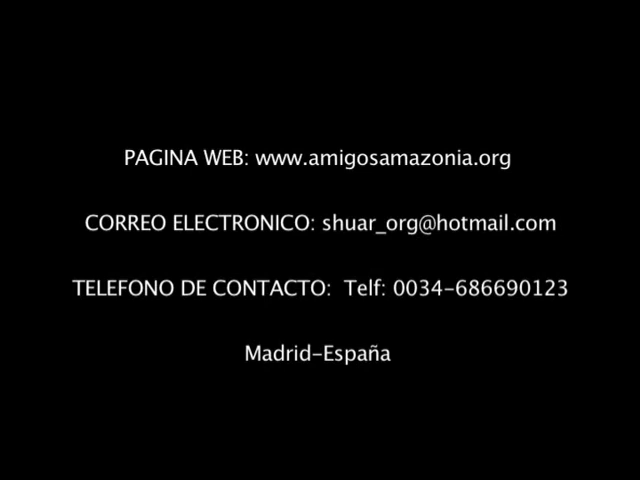 PAGINA WEB: www.amigosamazonia.org
CORREO ELECTRONICO: shuar_org@hotmail.com
TELEFONO DE CONTACTO:  Telf: 0034-686690123
Madrid-España